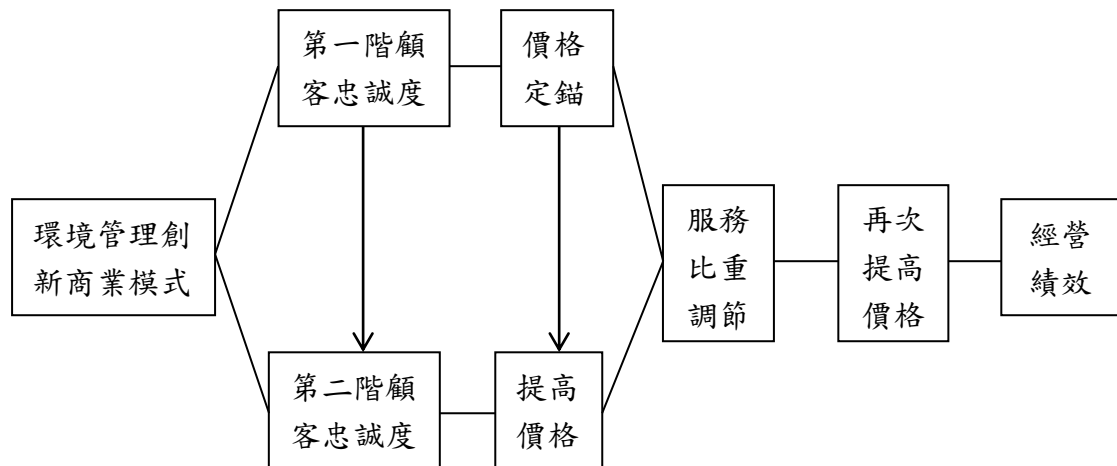 第一階顧
客忠誠度
價格
定錨
環境管理創
新商業模式
服務
比重
調節
再次
提高
價格
經營
績效
第二階顧
客忠誠度
提高
價格